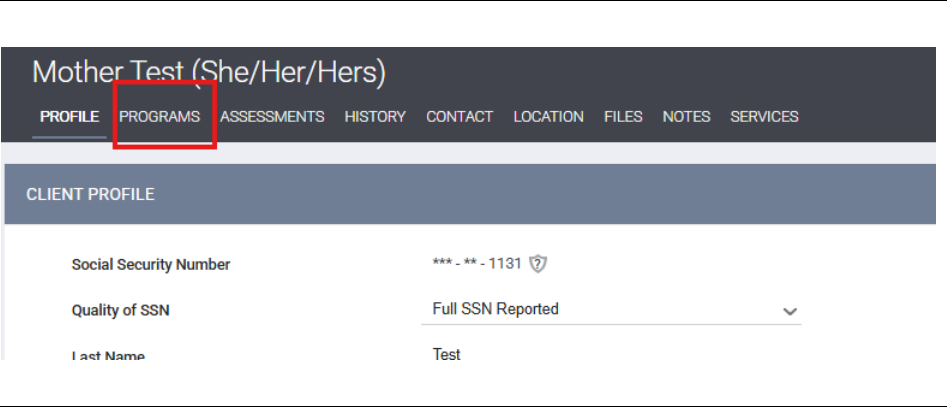 Mother Test (She/Her/Hers)
PROFILE PROGRAMS ASSESSMENTS HISTORY CONTACT LOCATION FILES NOTES SERVICES
CLIENT PROFILE
Social Security Number ***-**-1131
Quality of SSN Full SSN Reported
Last Name Test